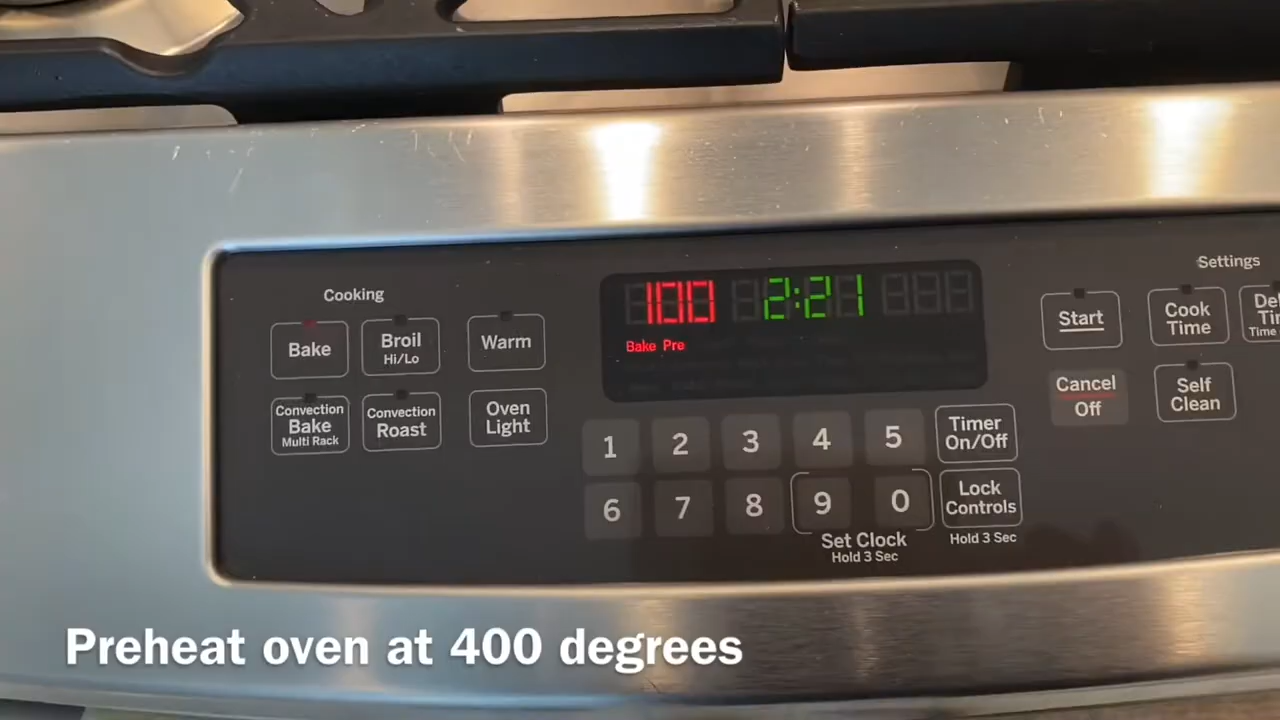 Settings
Cooking
100 2:21
Bake Pre
Bake
Broil
Hi/Lo
Warm
Start
Cook
Time
Convection
Bake
Multi Rack
Convection
Roast
Oven
Light
Cancel
Off
Self
Clean
1 2 3 4 5
Timer
On/Off
6 7 8 9 0
Lock
Controls
Set Clock
Hold 3 Sec
Hold 3 Sec
Preheat oven at 400 degrees